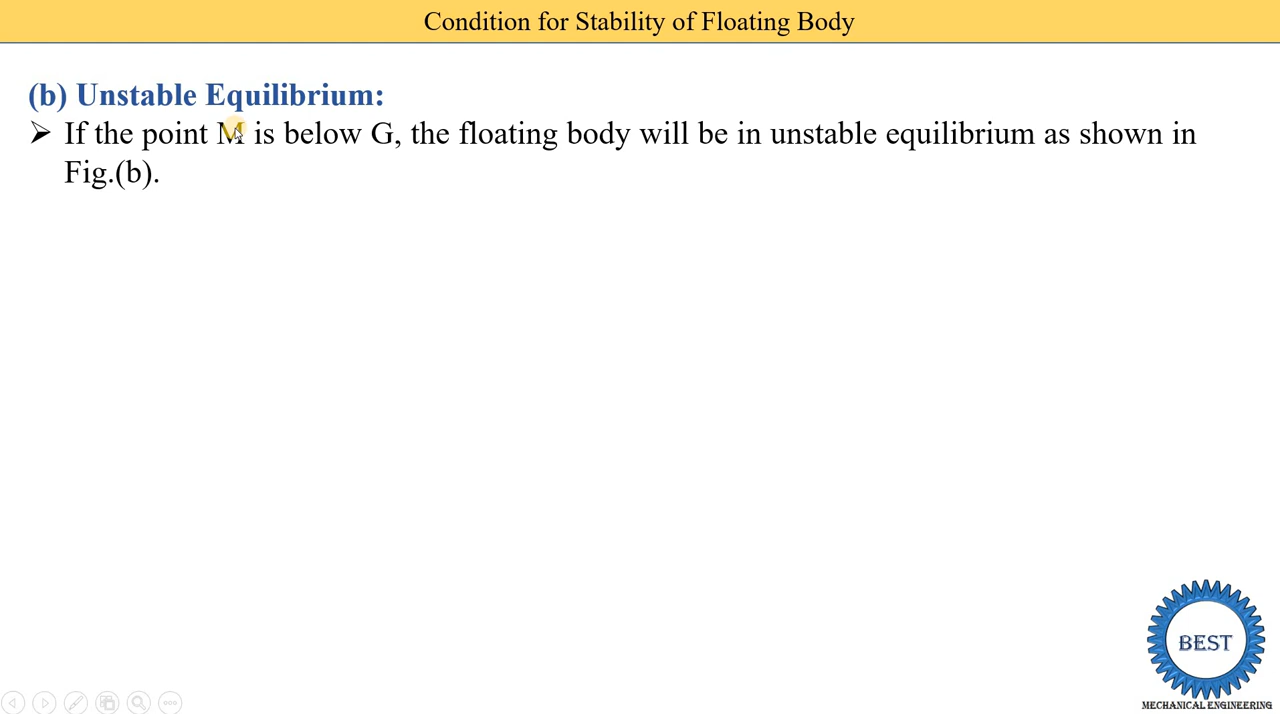 Condition for Stability of Floating Body
(b) Unstable Equilibrium:
➢ If the point M is below G, the floating body will be in unstable equilibrium as shown in
Fig.(b).
BEST
MECHANICAL ENGINEERING